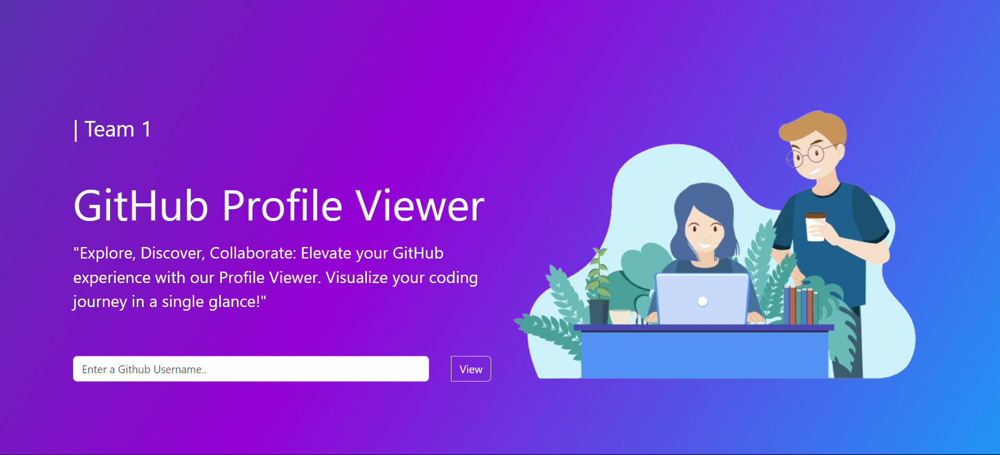 | Team 1
GitHub Profile Viewer
"Explore, Discover, Collaborate: Elevate your GitHub
experience with our Profile Viewer. Visualize your coding
journey in a single glance!"
Enter a Github Username..
View